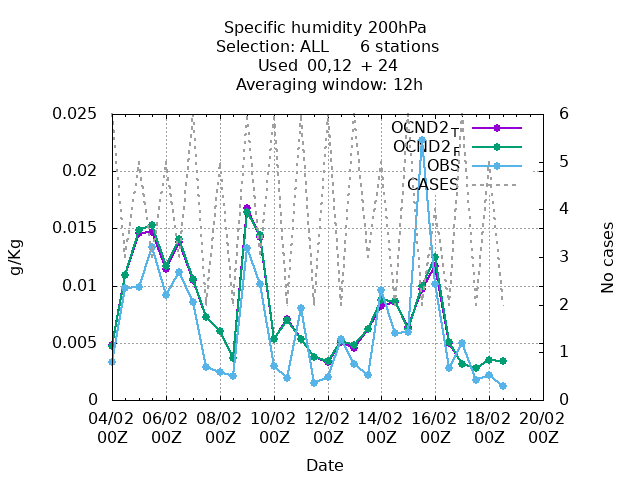 Specific humidity 200hPa
Selection: ALL 6 stations
Used 00,12 + 24
Averaging window: 12h
0.025
0.02
0.015
0.01
0.005
0
6
5
4
3
2
1
0
OCND2_T
OCND2
OBS
CASES
g/Kg
No cases
04/02 06/02 08/02 10/02 12/02 14/02 16/02 18/02 20/02
00Z 00Z 00Z 00Z 00Z 00Z 00Z 00Z 00Z
Date